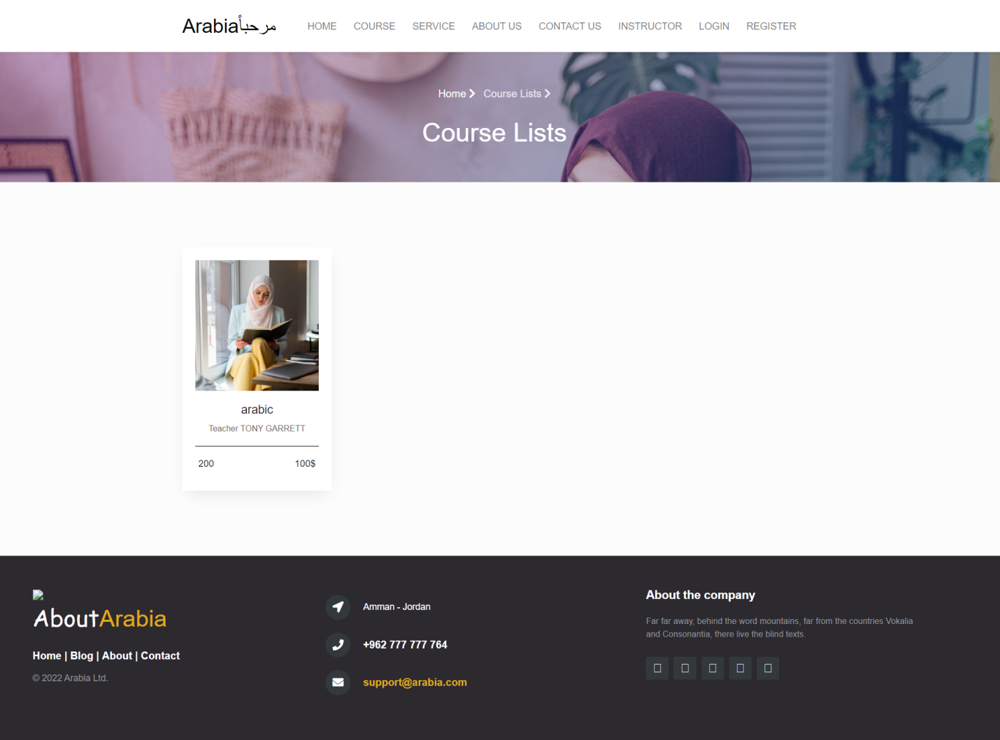 Arabiaمرحباً
HOME COURSE SERVICE ABOUT US CONTACT US INSTRUCTOR LOGIN REGISTER
Home Course Lists
Course Lists
arabic
Teacher TONY GARRETT
200 100$
AboutArabia
Home | Blog | About | Contact
© 2022 Arabia Ltd.
Amman - Jordan
+962 777 777 764
support@arabia.com
About the company
Far far away, behind the word mountains, far from the countries Vokalia
and Consonantia, there live the blind texts.